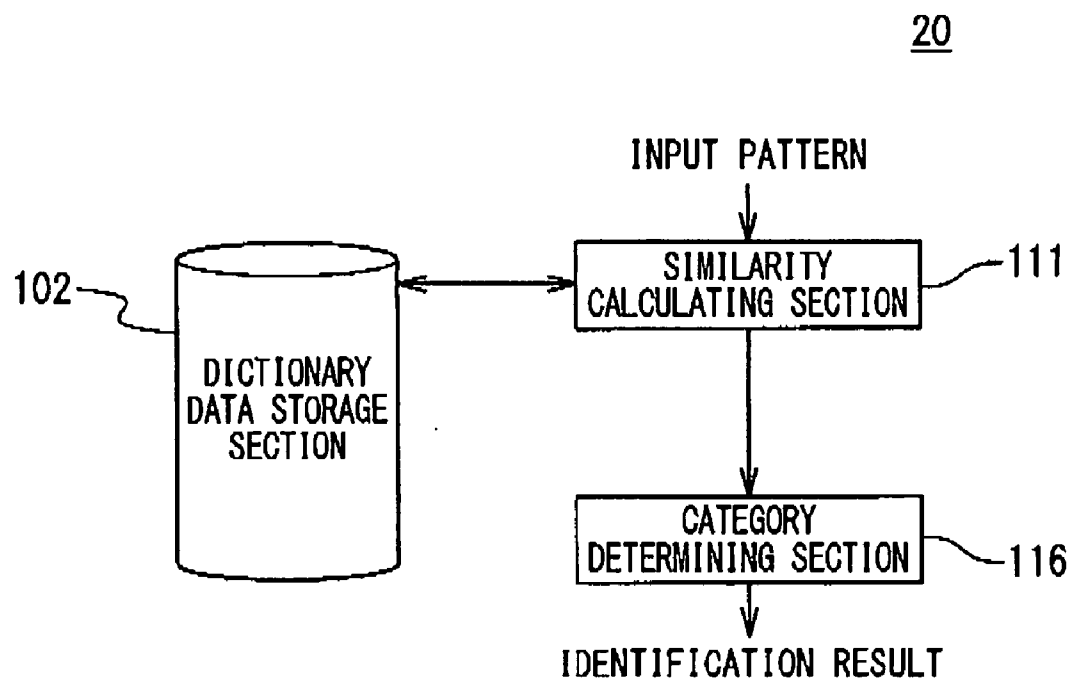 20
INPUT PATTERN
SIMILARITY
CALCULATING SECTION
111
102
DICTIONARY
DATA STORAGE
SECTION
CATEGORY
DETERMINING SECTION
116
IDENTIFICATION RESULT